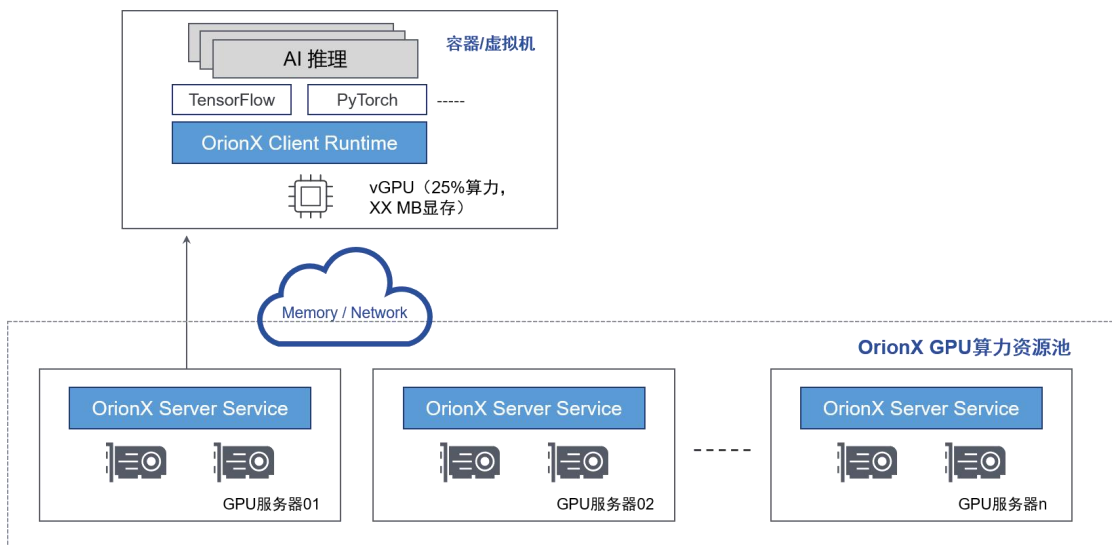 容器/虚拟机
AI 推理
TensorFlow
PyTorch
-----
OrionX Client Runtime
vGPU（25%算力，
XX MB显存）
Memory / Network
OrionX GPU算力资源池
OrionX Server Service
GPU服务器01
OrionX Server Service
GPU服务器02
OrionX Server Service
GPU服务器n